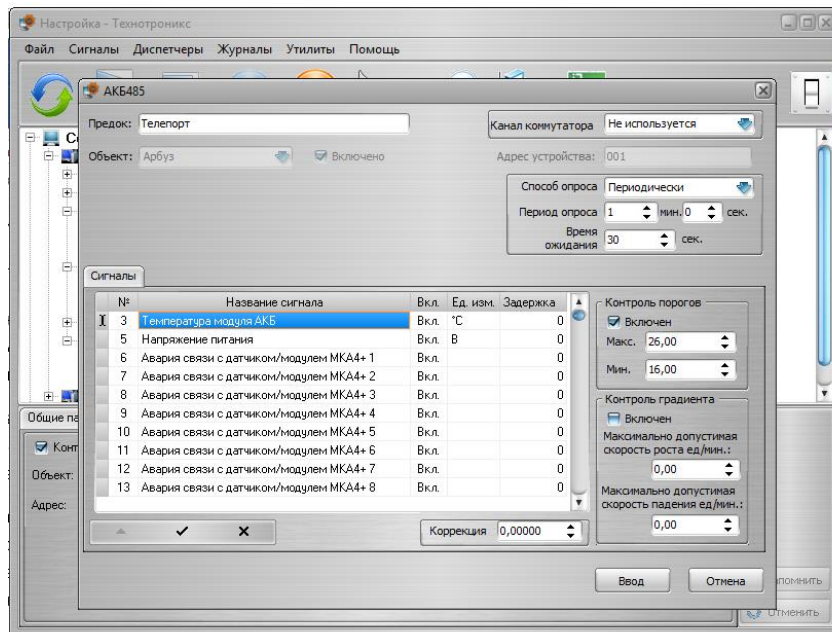 Настройка - Технотроникс
Файл Сигналы Диспетчеры Журналы Утилиты Помощь
АКБ485
Предок: Телепорт
Канал коммутатора Не используется
Объект: Арбуз Включено
Адрес устройства: 001
Способ опроса Периодически
Период опроса 1 мин. 0 сек.
Время ожидания 30 сек.
Сигналы
№ Название сигнала Вкл. Ед. изм. Задержка
3 Температура модуля АКБ Вкл. °C 0
5 Напряжение питания Вкл. В 0
6 Авария связи с датчиком/модулем МКА4+ 1 Вкл. 0
7 Авария связи с датчиком/модулем МКА4+ 2 Вкл. 0
8 Авария связи с датчиком/модулем МКА4+ 3 Вкл. 0
9 Авария связи с датчиком/модулем МКА4+ 4 Вкл. 0
10 Авария связи с датчиком/модулем МКА4+ 5 Вкл. 0
11 Авария связи с датчиком/модулем МКА4+ 6 Вкл. 0
12 Авария связи с датчиком/модулем МКА4+ 7 Вкл. 0
13 Авария связи с датчиком/модулем МКА4+ 8 Вкл. 0
Контроль порогов
Включен
Макс. 26,00
Мин. 16,00
Контроль градиента
Включен
Максимально допустимая
скорость роста ед/мин.:
0,00
Максимально допустимая
скорость падения ед/мин.:
0,00
Коррекция 0,00000
Ввод Отмена
Общие па
Конт
Объект:
Адрес:
помнить
Отменить